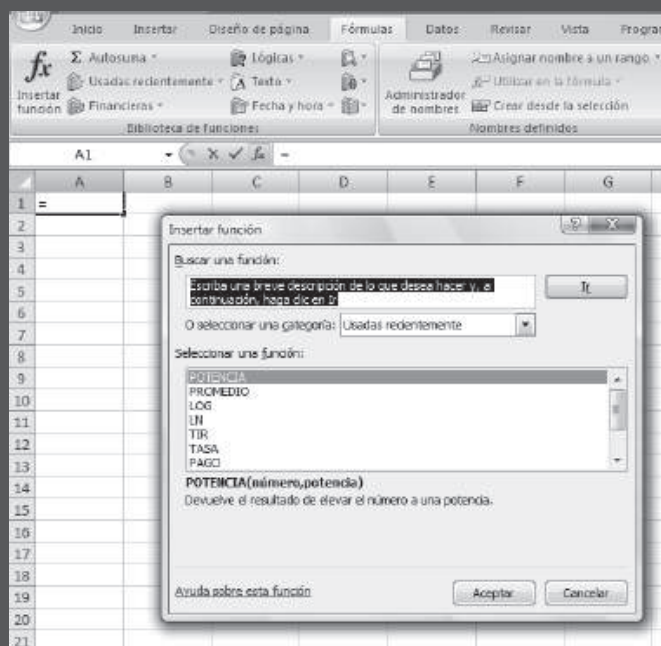 Inicio Insertar Diseño de página Fórmulas Datos Revisar Vista Progra
fx Insertar función
Σ Autosuma
Usadas recientemente
Financieras
Lógicas
Texto
Fecha y hora
Biblioteca de funciones
Administrador de nombres
Asignar nombre a un rango
Utilizar en la fórmula
Crear desde la selección
Nombres definidos
A1 fx =
A B C D E F G
1 =
2
3
4
5
6
7
8
9
10
11
12
13
14
15
16
17
18
19
20
21
Insertar función
Buscar una función:
Escriba una breve descripción de lo que desea hacer y, a
continuación, haga clic en Ir
Ir
O seleccionar una categoría: Usadas recientemente
Seleccionar una función:
POTENCIA
PROMEDIO
LOG
LN
TIR
TASA
PAGO
POTENCIA(número,potencia)
Devuelve el resultado de elevar el número a una potencia.
Ayuda sobre esta función
Aceptar Cancelar